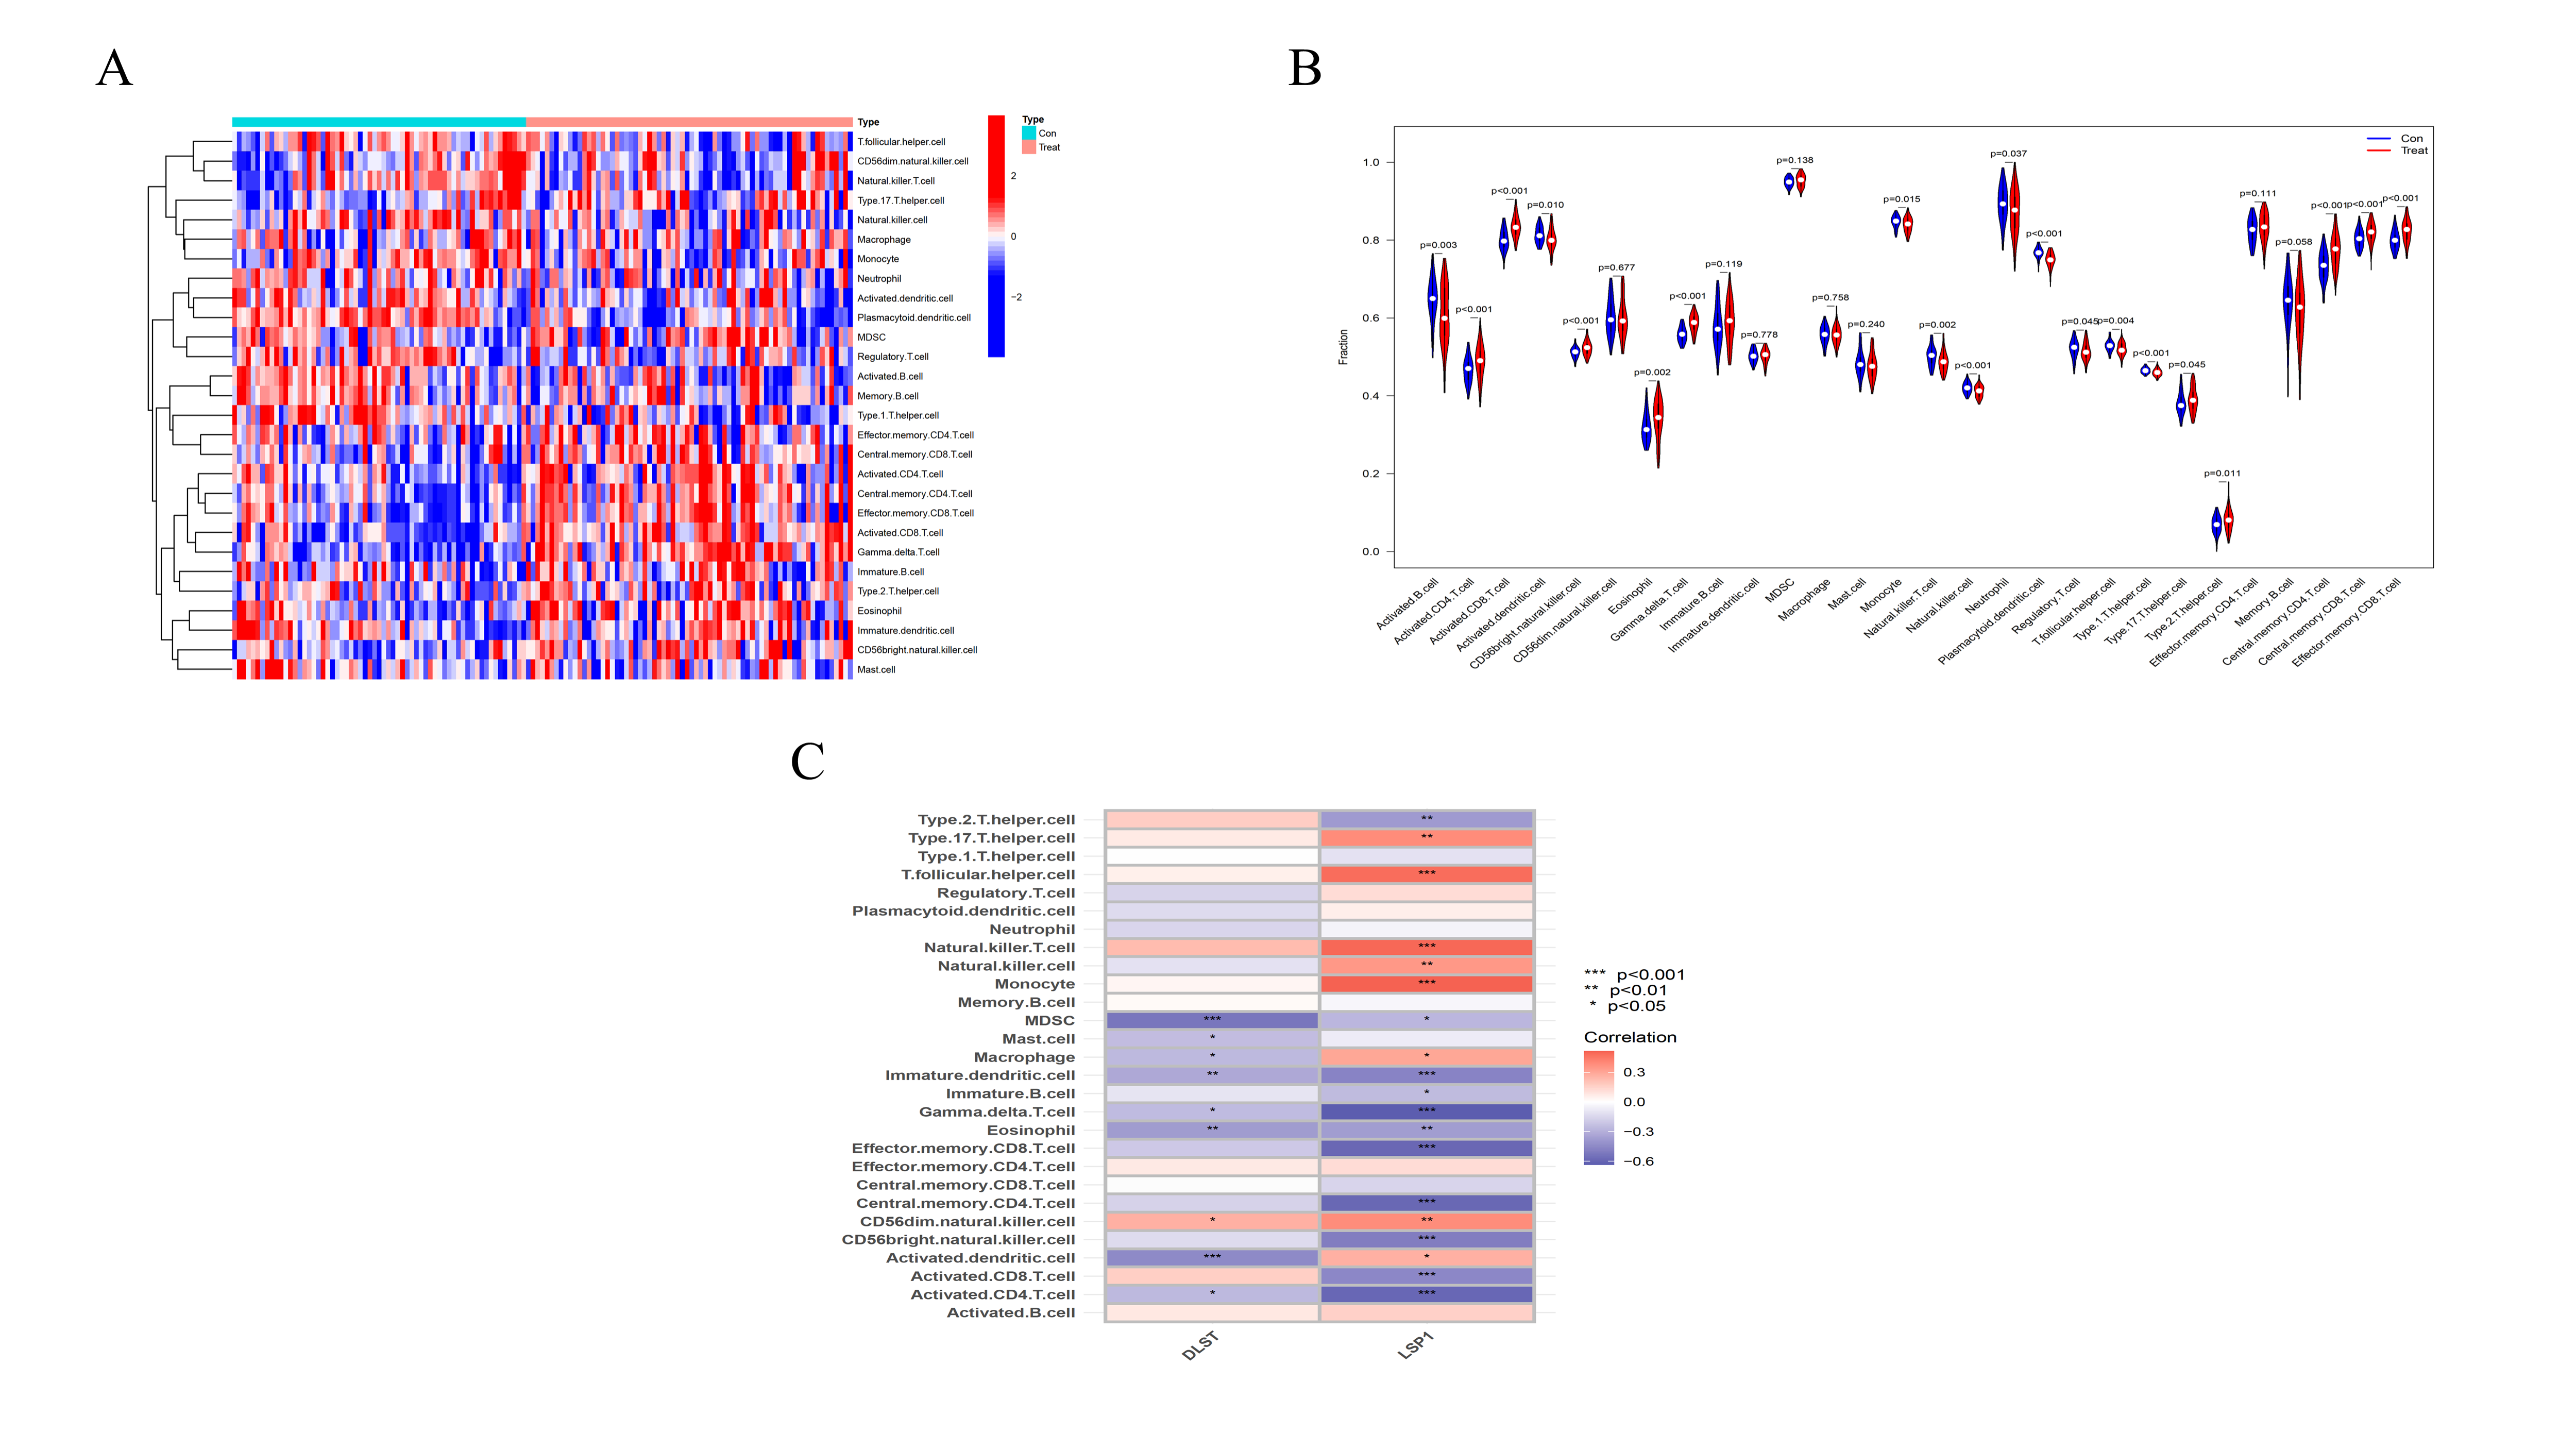 A
Type
T.follicular.helper.cell
CD56dim.natural.killer.cell
Natural.killer.T.cell
Type.17.T.helper.cell
Natural.killer.cell
Macrophage
Monocyte
Neutrophil
Activated.dendritic.cell
Plasmacytoid.dendritic.cell
MDSC
Regulatory.T.cell
Activated.B.cell
Memory.B.cell
Type.1.T.helper.cell
Effector.memory.CD4.T.cell
Central.memory.CD8.T.cell
Activated.CD4.T.cell
Central.memory.CD4.T.cell
Effector.memory.CD8.T.cell
Activated.CD8.T.cell
Gamma.delta.T.cell
Immature.B.cell
Type.2.T.helper.cell
Eosinophil
Immature.dendritic.cell
CD56bright.natural.killer.cell
Mast.cell
2
0
−2
Type
Con
Treat
B
Con
Treat
Fraction
1.0
0.8
0.6
0.4
0.2
0.0
p=0.003
p<0.001
p<0.001
p=0.010
p<0.001
p=0.677
p=0.002
p<0.001
p=0.119
p=0.778
p=0.138
p=0.758
p=0.240
p=0.015
p=0.002
p<0.001
p=0.037
p<0.001
p=0.045
p=0.004
p<0.001
p=0.045
p=0.011
p=0.111
p=0.058
p<0.001
p<0.001
p<0.001
Activated.B.cell
Activated.CD4.T.cell
Activated.CD8.T.cell
Activated.dendritic.cell
CD56bright.natural.killer.cell
CD56dim.natural.killer.cell
Eosinophil
Gamma.delta.T.cell
Immature.B.cell
Immature.dendritic.cell
MDSC
Macrophage
Mast.cell
Monocyte
Natural.killer.T.cell
Natural.killer.cell
Neutrophil
Plasmacytoid.dendritic.cell
Regulatory.T.cell
T.follicular.helper.cell
Type.1.T.helper.cell
Type.17.T.helper.cell
Type.2.T.helper.cell
Effector.memory.CD4.T.cell
Memory.B.cell
Central.memory.CD4.T.cell
Central.memory.CD8.T.cell
Effector.memory.CD8.T.cell
C
Type.2.T.helper.cell **
Type.17.T.helper.cell **
Type.1.T.helper.cell
T.follicular.helper.cell ***
Regulatory.T.cell
Plasmacytoid.dendritic.cell
Neutrophil
Natural.killer.T.cell ***
Natural.killer.cell **
Monocyte ***
Memory.B.cell
MDSC *** *
Mast.cell *
Macrophage * *
Immature.dendritic.cell ** ***
Immature.B.cell *
Gamma.delta.T.cell * ***
Eosinophil ** **
Effector.memory.CD8.T.cell ***
Effector.memory.CD4.T.cell
Central.memory.CD8.T.cell
Central.memory.CD4.T.cell ***
CD56dim.natural.killer.cell * **
CD56bright.natural.killer.cell ***
Activated.dendritic.cell *** *
Activated.CD8.T.cell ***
Activated.CD4.T.cell * ***
Activated.B.cell
DLST
LSP1
*** p<0.001
** p<0.01
* p<0.05
Correlation
0.3
0.0
−0.3
−0.6